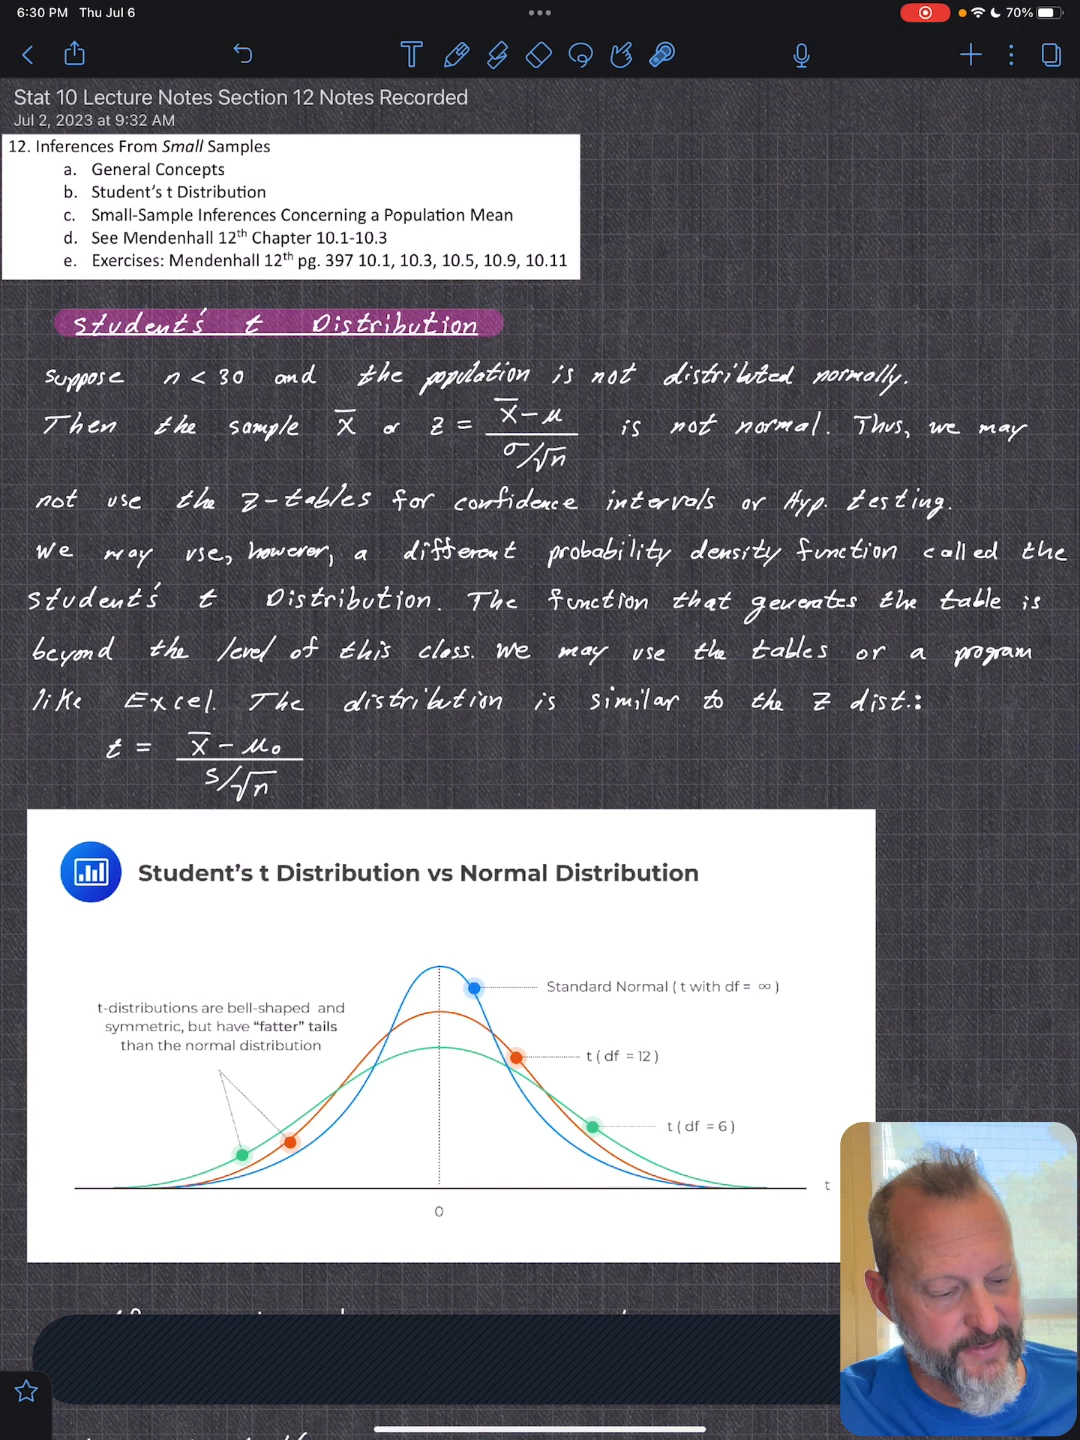 6:30 PM Thu Jul 6
70%
Stat 10 Lecture Notes Section 12 Notes Recorded
Jul 2, 2023 at 9:32 AM
12. Inferences From Small Samples
a. General Concepts
b. Student's t Distribution
c. Small-Sample Inferences Concerning a Population Mean
d. See Mendenhall 12th Chapter 10.1-10.3
e. Exercises: Mendenhall 12th pg. 397 10.1, 10.3, 10.5, 10.9, 10.11
Student's t Distribution
Suppose n < 30 and the population is not distributed normally.
Then the sample x̄ or z = (x̄ - μ)/(σ/√n) is not normal. Thus, we may
not use the z-tables for confidence intervals or Hyp. testing.
We may use, however, a different probability density function called the
Student's t Distribution. The function that generates the table is
beyond the level of this class. We may use the tables or a program
like Excel. The distribution is similar to the Z dist.:
t = (x̄ - μ₀)/(s/√n)
Student's t Distribution vs Normal Distribution
Standard Normal ( t with df = ∞ )
t-distributions are bell-shaped and
symmetric, but have "fatter" tails
than the normal distribution
t ( df = 12 )
t ( df = 6 )
t
0